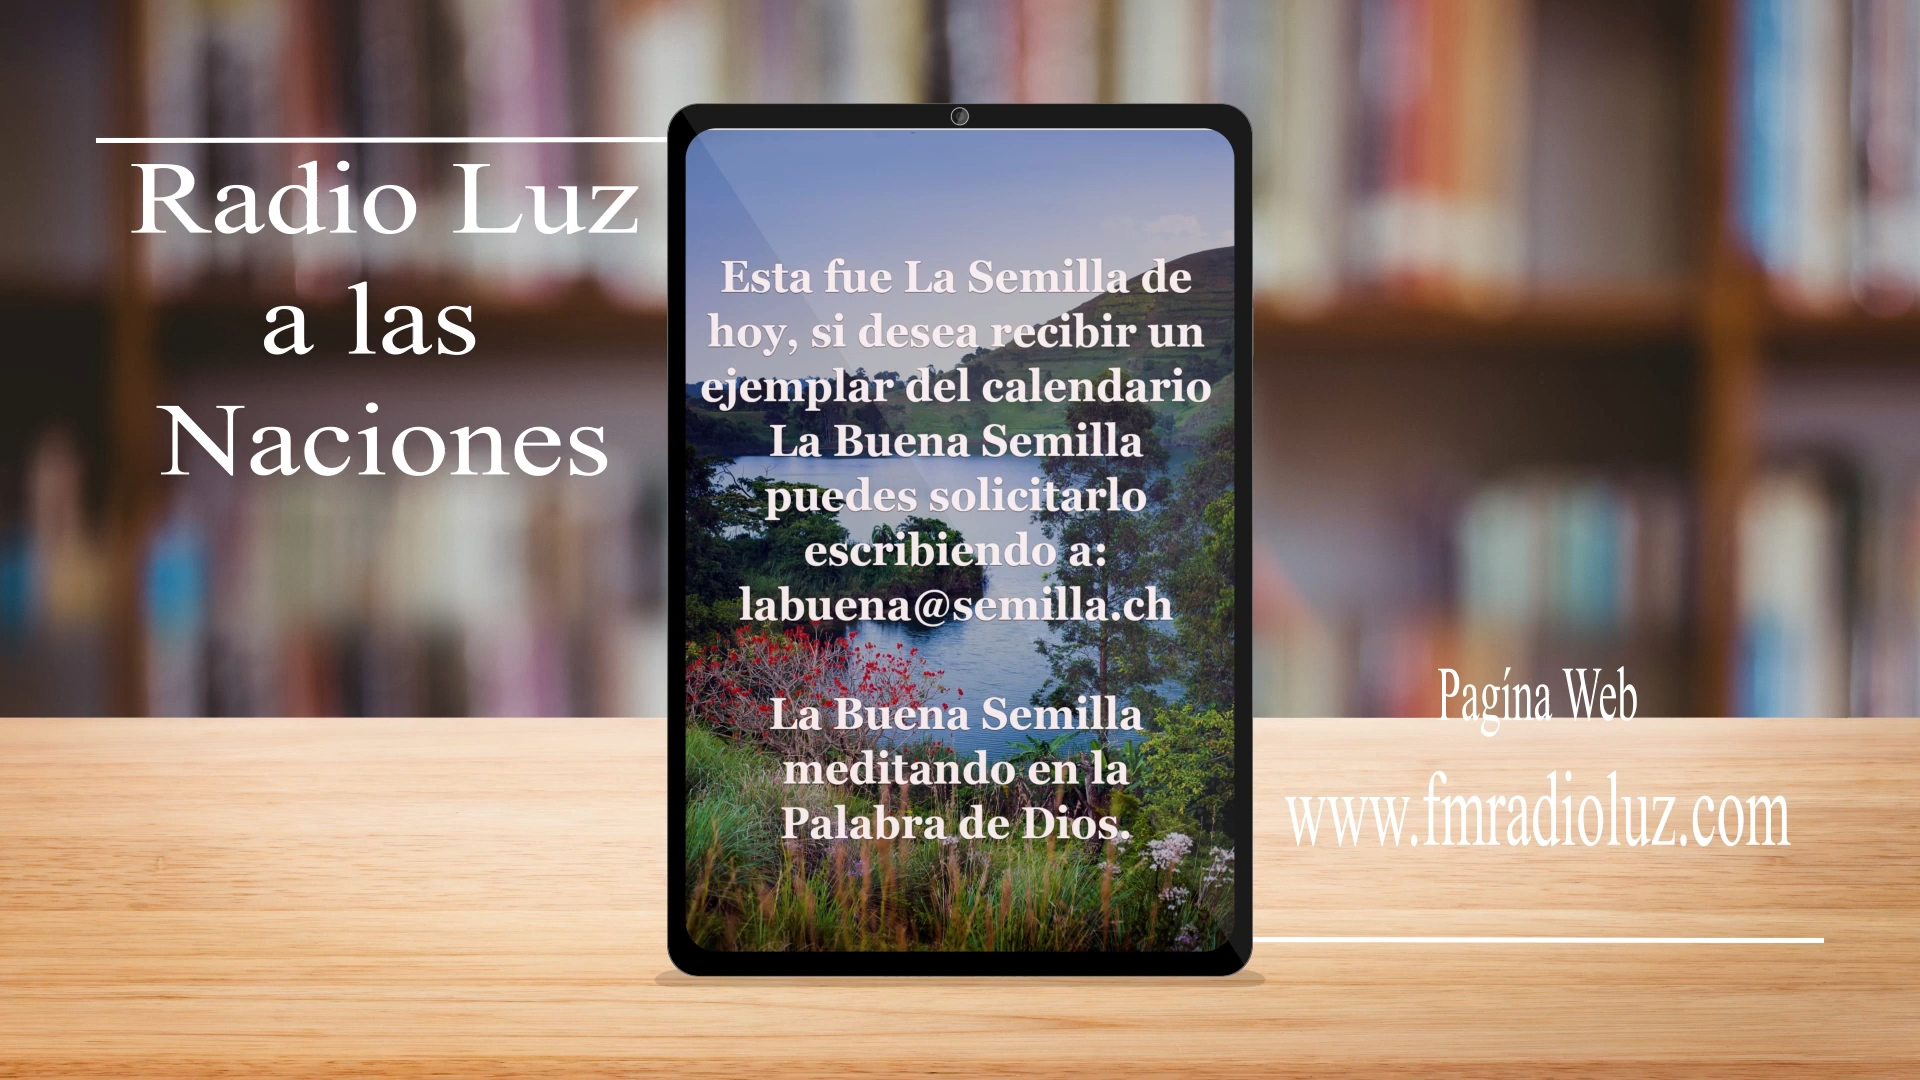 Radio Luz
a las
Naciones
Esta fue La Semilla de
hoy, si desea recibir un
ejemplar del calendario
La Buena Semilla
puedes solicitarlo
escribiendo a:
labuena@semilla.ch
La Buena Semilla
meditando en la
Palabra de Dios.
Pagína Web
www.fmradioluz.com